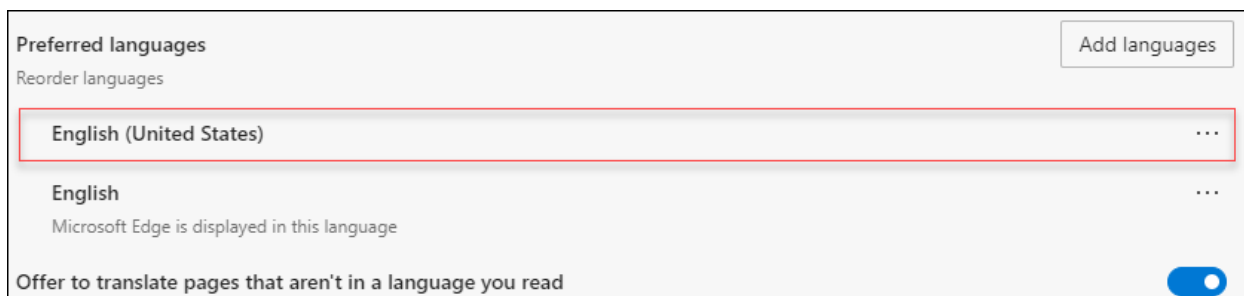 Preferred languages
Add languages
Reorder languages
English (United States)
...
English
...
Microsoft Edge is displayed in this language
Offer to translate pages that aren't in a language you read